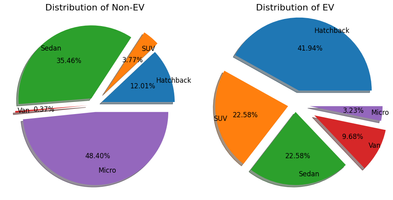 Distribution of Non-EV
Sedan
35.46%
SUV
3.77%
Hatchback
12.01%
Van
0.37%
48.40%
Micro
Distribution of EV
Hatchback
41.94%
SUV
22.58%
22.58%
Sedan
3.23%
Micro
9.68%
Van